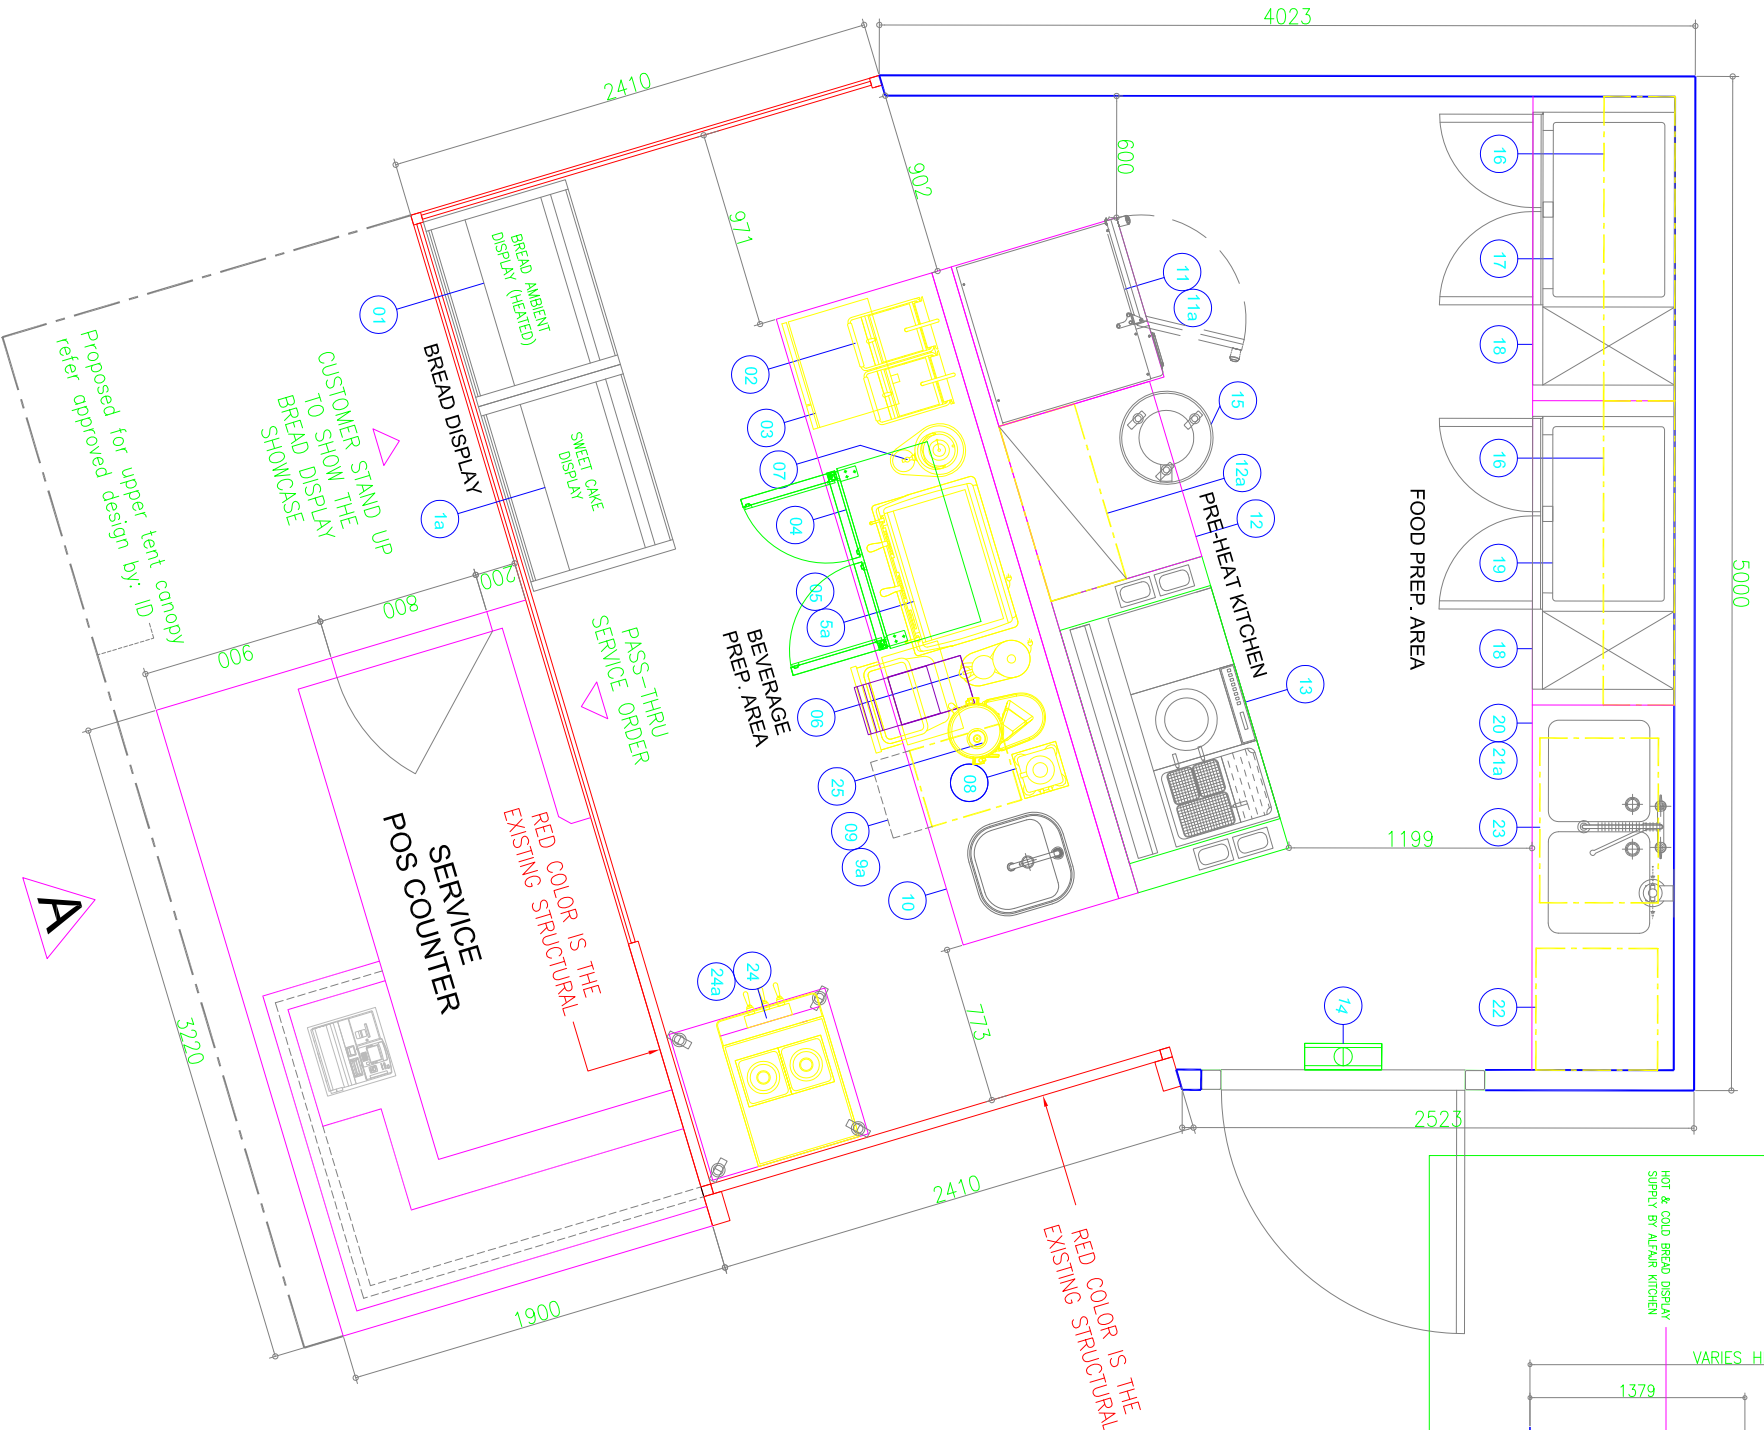 4023
2410
902
600
971
5000
16
17
18
16
19
18
20
21a
23
22
FOOD PREP. AREA
11
11a
15
12a
12
PRE-HEAT KITCHEN
13
1199
14
2523
BREAD AMBIENT
DISPLAY (HEATED)
SWEET CAKE
DISPLAY
01
1a
BREAD DISPLAY
CUSTOMER STAND UP
TO SHOW THE
BREAD DISPLAY
SHOWCASE
Proposed for upper tent canopy
refer approved design by: ID
02
03
07
04
05
5a
06
25
08
09
9a
10
BEVERAGE
PREP. AREA
PASS-THRU
SERVICE ORDER
200
800
900
SERVICE
POS COUNTER
RED COLOR IS THE
EXISTING STRUCTURAL
24
24a
773
A
3220
1900
2410
RED COLOR IS THE
EXISTING STRUCTURAL
HOT & COLD BREAD DISPLAY
SUPPLY BY ALFAJR KITCHEN
VARIES H
1379